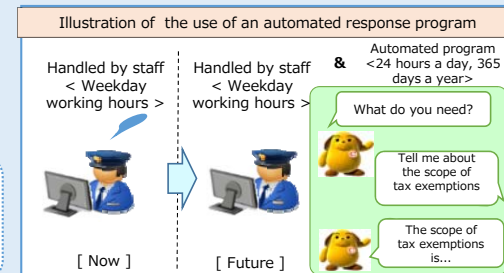 Illustration of the use of an automated response program
Handled by staff
< Weekday
working hours >
[ Now ]
Handled by staff
< Weekday
working hours >
[ Future ]
&
Automated program
<24 hours a day, 365
days a year>
What do you need?
Tell me about
the scope of
tax exemptions
The scope of
tax exemptions
is...